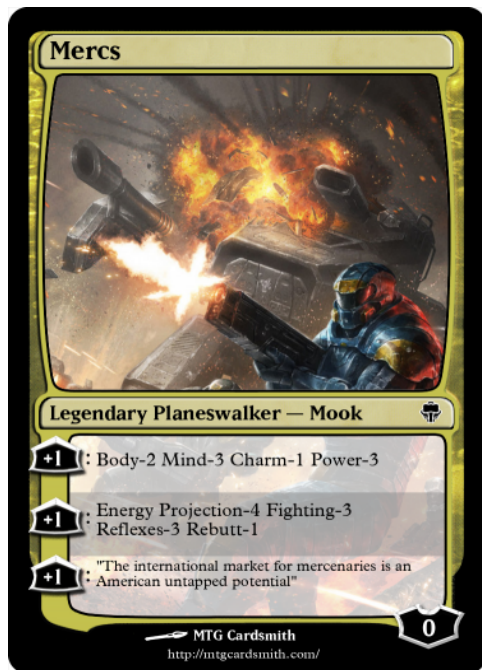 Mercs
Legendary Planeswalker — Mook
+1 : Body-2 Mind-3 Charm-1 Power-3
+1 : Energy Projection-4 Fighting-3
Reflexes-3 Rebutt-1
+1 : "The international market for mercenaries is an
American untapped potential"
0
MTG Cardsmith
http://mtgcardsmith.com/